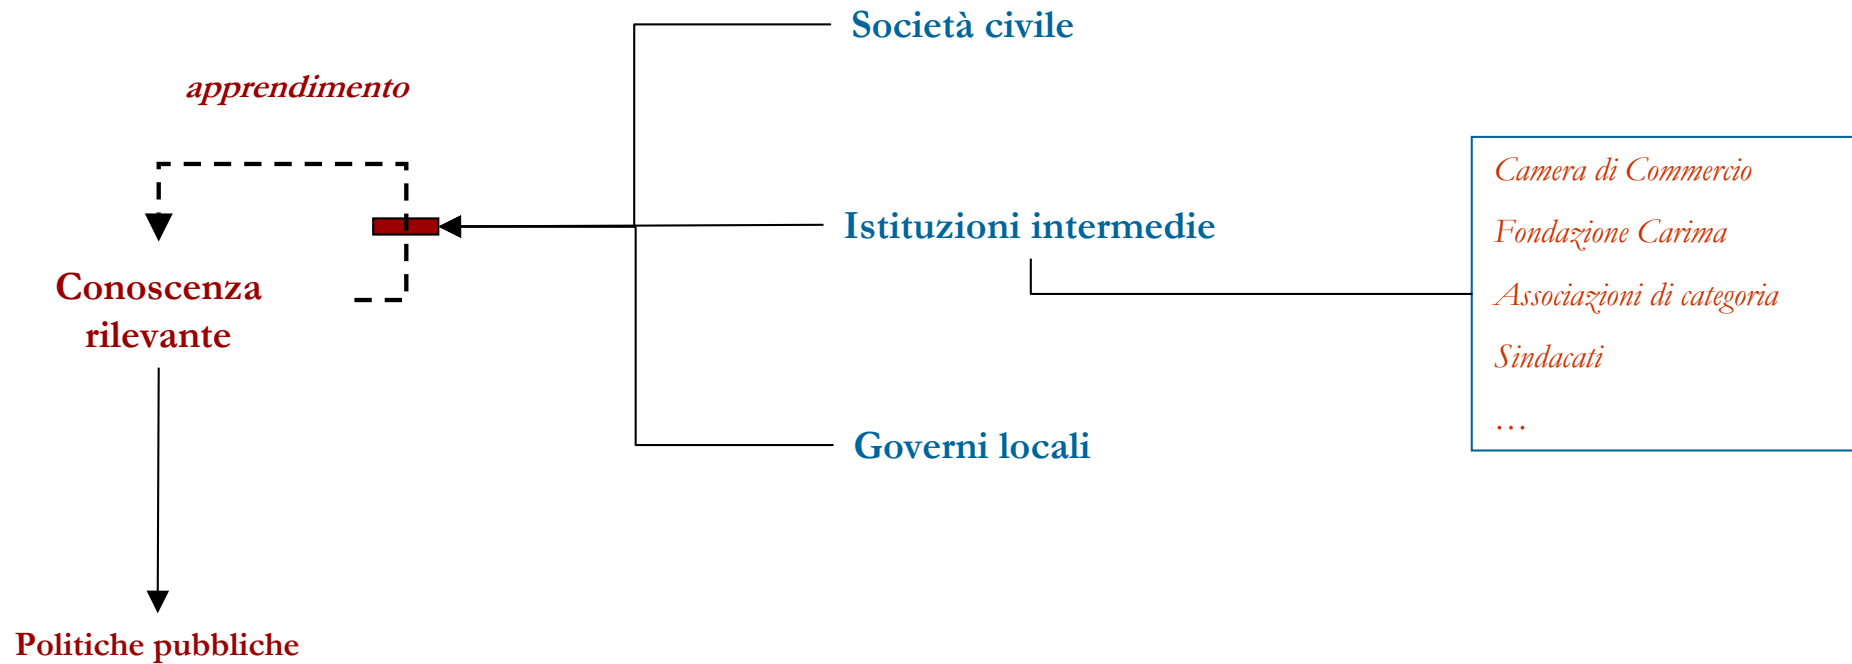 Società civile
apprendimento
Camera di Commercio
Fondazione Carima
Istituzioni intermedie
Conoscenza
rilevante
Associazioni di categoria
Sindacati
…
Governi locali
Politiche pubbliche